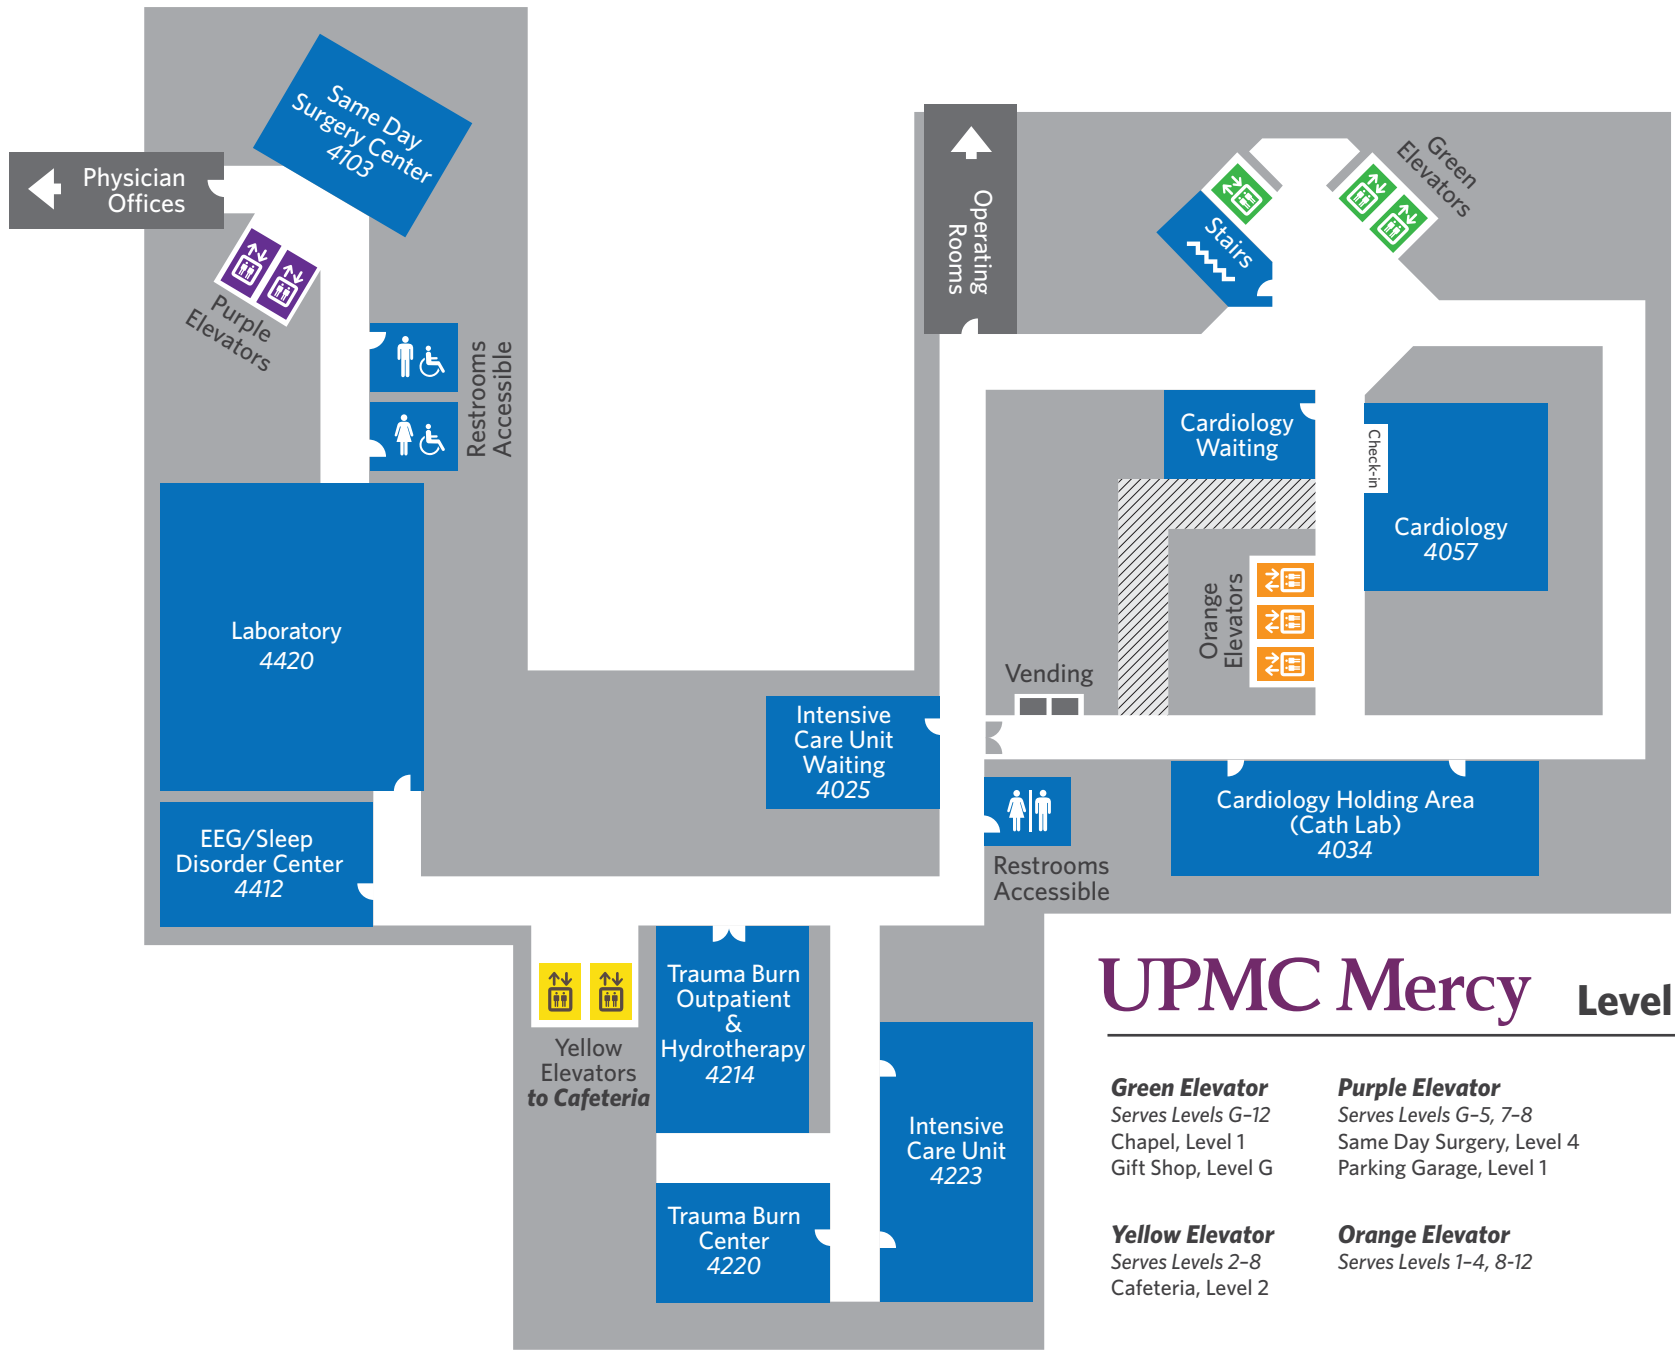 Same Day
Surgery Center
4103
Physician
Offices
Purple
Elevators
Restrooms
Accessible
Operating
Rooms
Green
Elevators
Stairs
Cardiology
Waiting
Check-in
Cardiology
4057
Orange
Elevators
Laboratory
4420
Vending
Intensive
Care Unit
Waiting
4025
Restrooms
Accessible
Cardiology Holding Area
(Cath Lab)
4034
EEG/Sleep
Disorder Center
4412
Yellow
Elevators
to Cafeteria
Trauma Burn
Outpatient
&
Hydrotherapy
4214
Intensive
Care Unit
4223
Trauma Burn
Center
4220
UPMC Mercy Level
Green Elevator
Serves Levels G–12
Chapel, Level 1
Gift Shop, Level G
Purple Elevator
Serves Levels G–5, 7–8
Same Day Surgery, Level 4
Parking Garage, Level 1
Yellow Elevator
Serves Levels 2–8
Cafeteria, Level 2
Orange Elevator
Serves Levels 1–4, 8-12